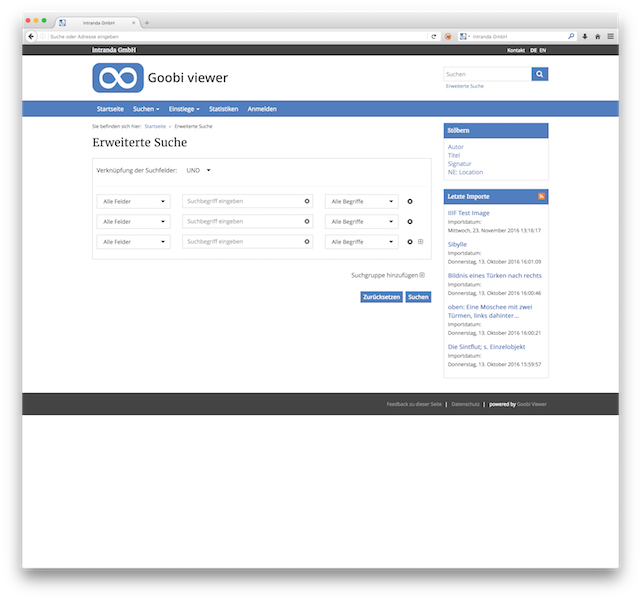 intranda GmbH
Suche oder Adresse eingeben
intranda GmbH
intranda GmbH
Kontakt | DE EN
Goobi viewer
Suchen
Erweiterte Suche
Startseite Suchen Einstiege Statistiken Anmelden
Sie befinden sich hier: Startseite › Erweiterte Suche
Erweiterte Suche
Verknüpfung der Suchfelder: UND
Alle Felder Suchbegriff eingeben Alle Begriffe
Alle Felder Suchbegriff eingeben Alle Begriffe
Alle Felder Suchbegriff eingeben Alle Begriffe
Suchgruppe hinzufügen
Zurücksetzen Suchen
Stöbern
Autor
Titel
Signatur
NE: Location
Letzte Importe
IIIF Test Image
Importdatum:
Mittwoch, 23. November 2016 13:16:17
Sibylle
Importdatum:
Donnerstag, 13. Oktober 2016 16:01:09
Bildnis eines Türken nach rechts
Importdatum:
Donnerstag, 13. Oktober 2016 16:00:46
oben: Eine Moschee mit zwei
Türmen, links dahinter...
Importdatum:
Donnerstag, 13. Oktober 2016 16:00:21
Die Sintflut; s. Einzelobjekt
Importdatum:
Donnerstag, 13. Oktober 2016 15:59:57
Feedback zu dieser Seite | Datenschutz | powered by Goobi Viewer